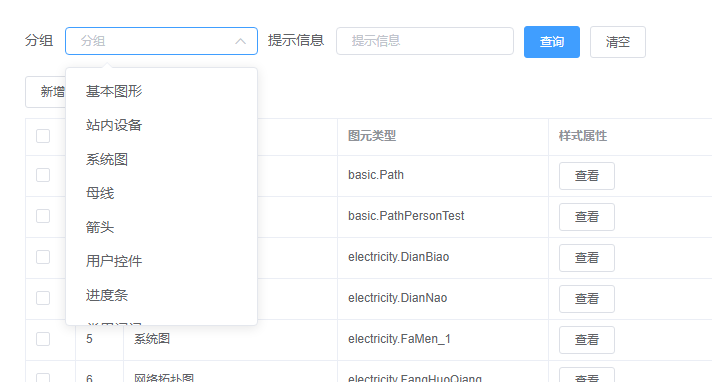 分组 分组 提示信息 提示信息 查询 清空
新增
基本图形
站内设备
系统图
母线
箭头
用户控件
进度条
图元类型 样式属性
basic.Path 查看
basic.PathPersonTest 查看
electricity.DianBiao 查看
electricity.DianNao 查看
5 系统图 electricity.FaMen_1 查看
6 网络拓扑图 electricity.FangHuoQiang 查看